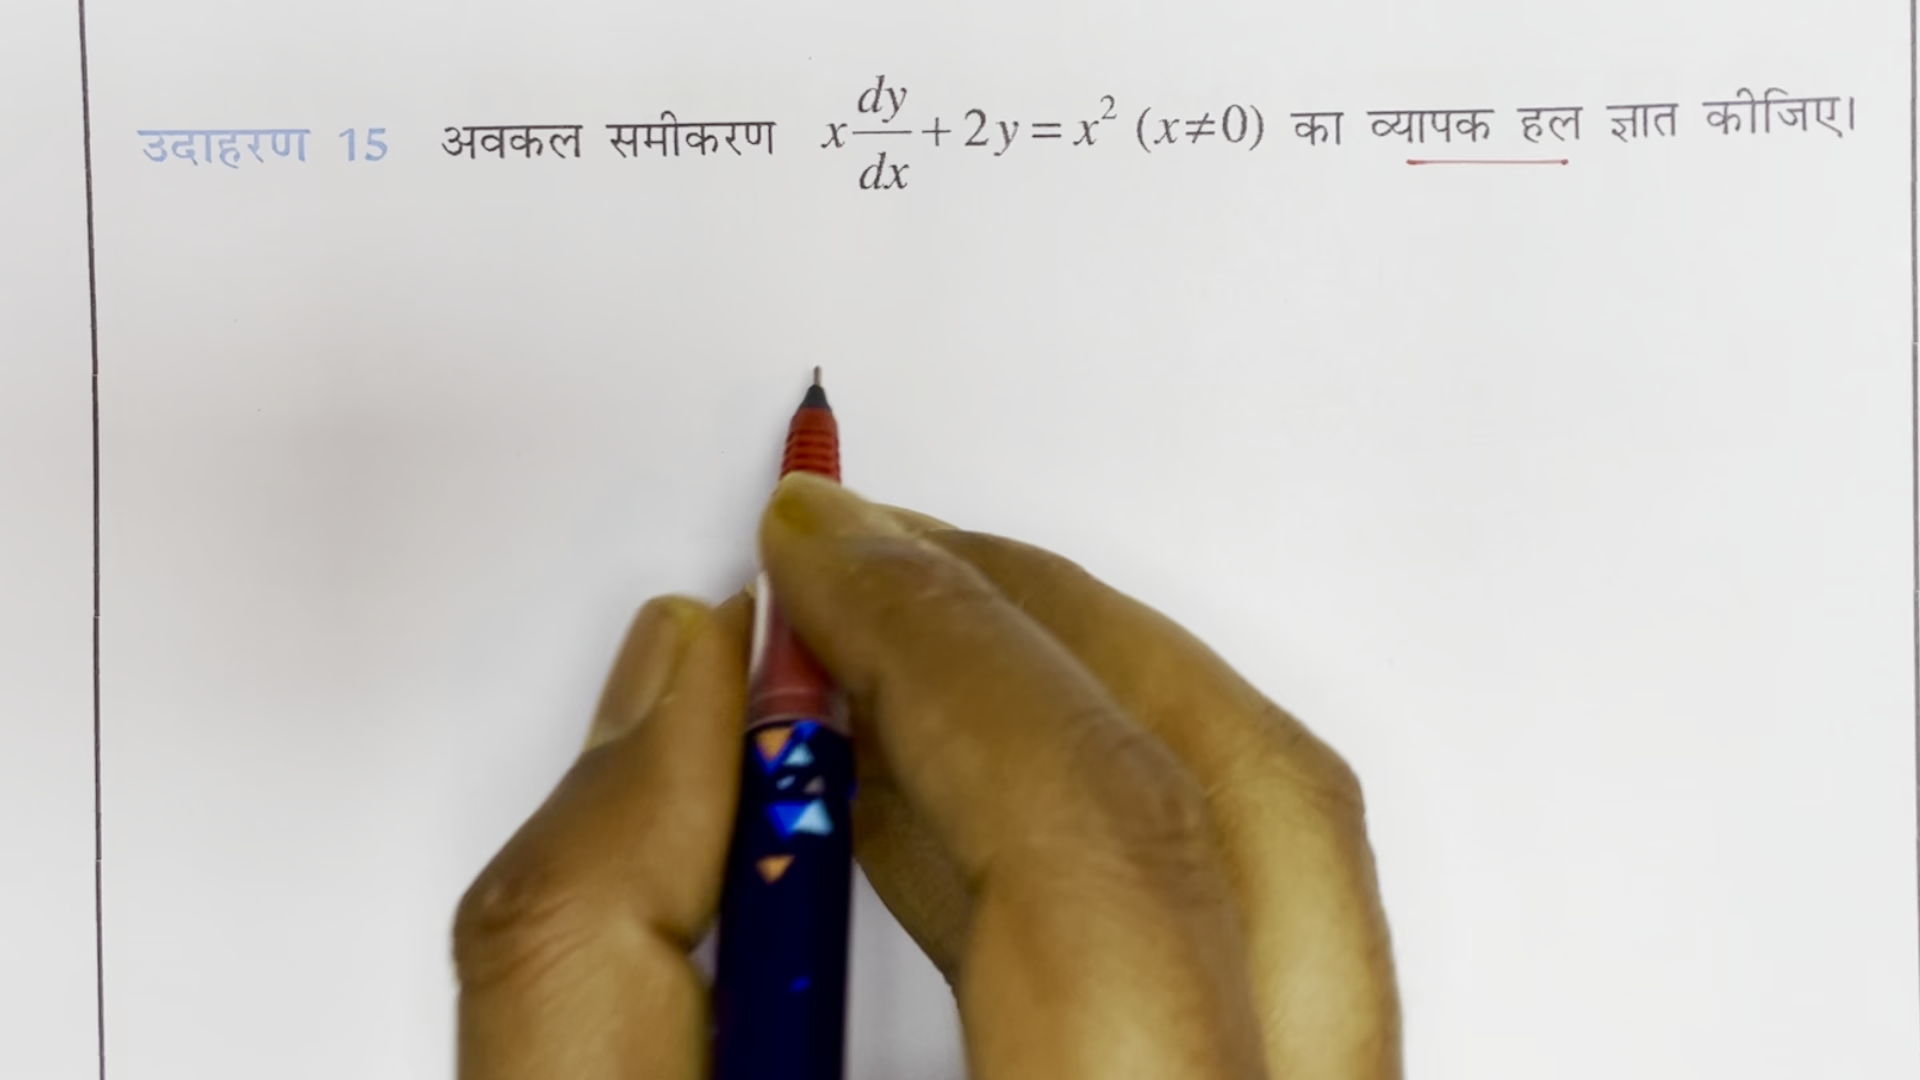 उदाहरण 15 अवकल समीकरण x dy/dx + 2y = x² (x≠0) का व्यापक हल ज्ञात कीजिए।